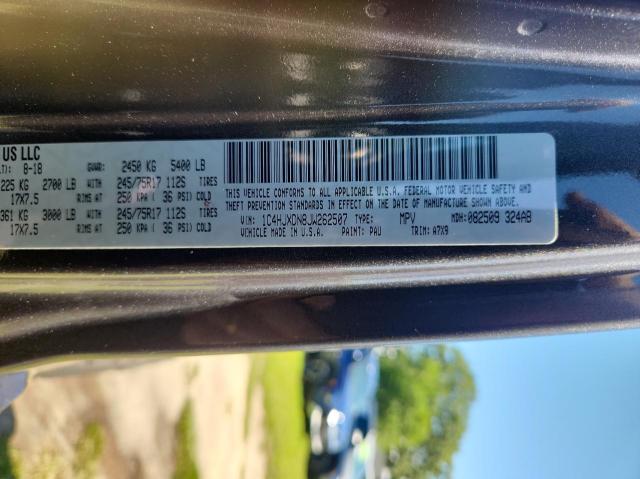 US LLC
T): 8-18 GVWR: 2450 KG 5400 LB
225 KG 2700 LB WITH 245/75R17 112S TIRES
17X7.5 RIMS AT 250 KPA ( 36 PSI) COLD
361 KG 3000 LB WITH 245/75R17 112S TIRES
17X7.5 RIMS AT 250 KPA ( 36 PSI) COLD
THIS VEHICLE CONFORMS TO ALL APPLICABLE U.S.A. FEDERAL MOTOR VEHICLE SAFETY AND
THEFT PREVENTION STANDARDS IN EFFECT ON THE DATE OF MANUFACTURE SHOWN ABOVE.
VIN: 1C4HJXDN8JW262507 TYPE: MPV MDH: 082509 324AB
VEHICLE MADE IN U.S.A. PAINT: PAU TRIM: A7X9